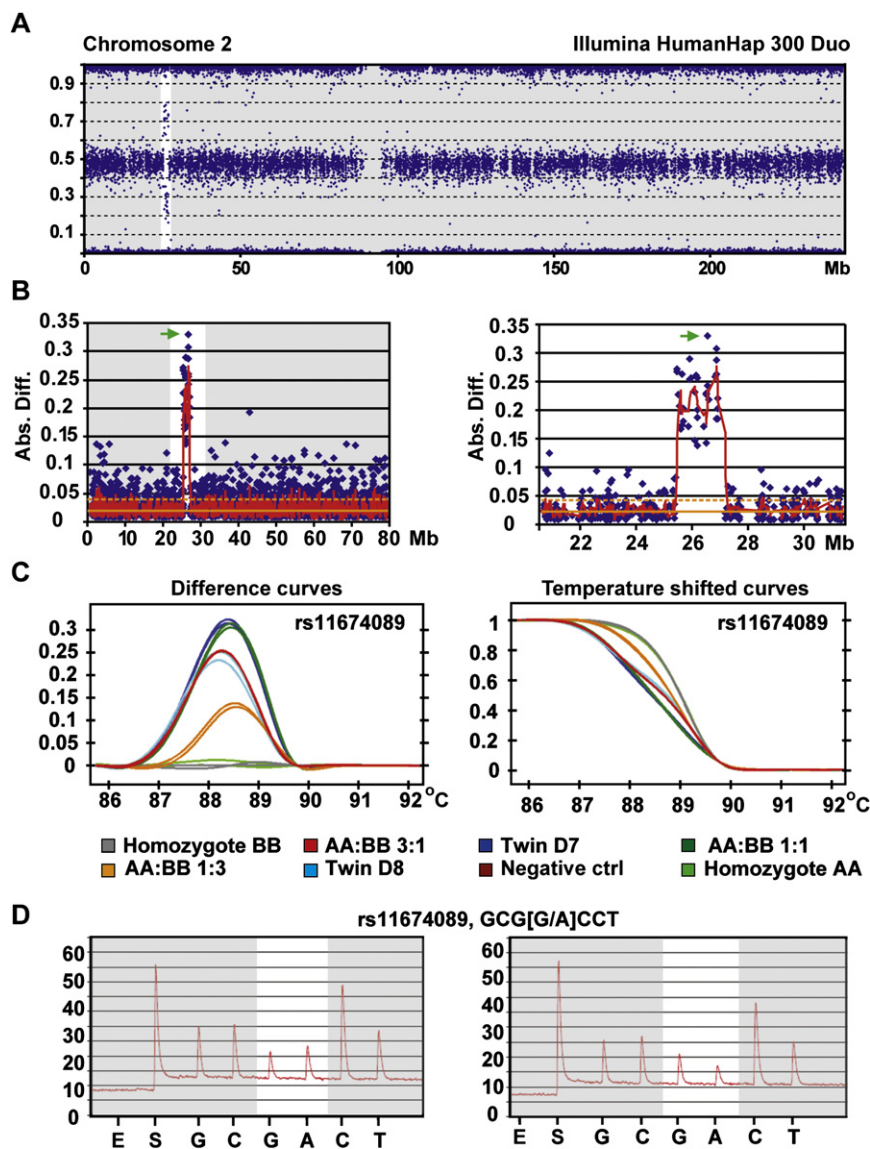 A
Chromosome 2 Illumina HumanHap 300 Duo
0.9
0.7
0.5
0.3
0.1
0 50 100 150 200 Mb
B
Abs. Diff.
0.35
0.3
0.25
0.2
0.15
0.1
0.05
0
0 10 20 30 40 50 60 70 80 Mb
Abs. Diff.
0.35
0.3
0.25
0.2
0.15
0.1
0.05
0
22 24 26 28 30 Mb
C
Difference curves
rs11674089
0.3
0.25
0.2
0.15
0.1
0.05
0
86 87 88 89 90 91 92 °C
Temperature shifted curves
rs11674089
1
0.8
0.6
0.4
0.2
0
86 87 88 89 90 91 92 °C
Homozygote BB AA:BB 3:1 Twin D7 AA:BB 1:1
AA:BB 1:3 Twin D8 Negative ctrl Homozygote AA
D
rs11674089, GCG[G/A]CCT
60
50
40
30
20
10
0
E S G C G A C T
60
50
40
30
20
10
0
E S G C G A C T